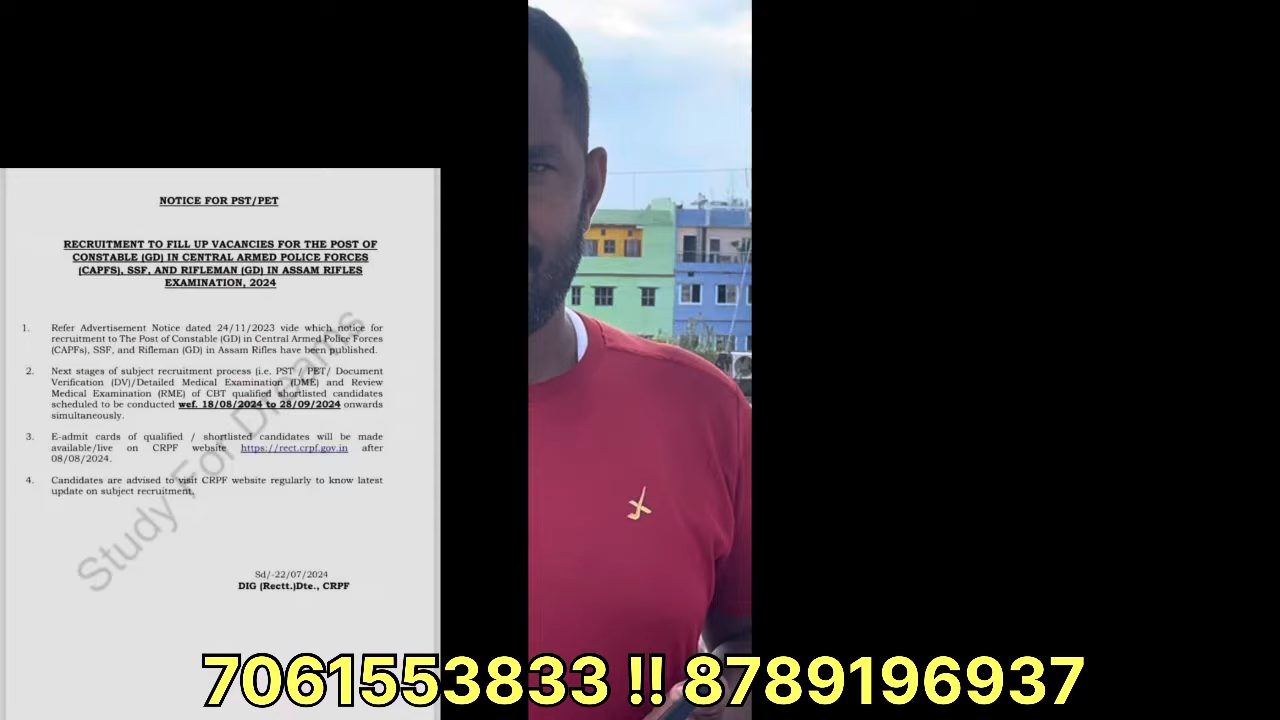 NOTICE FOR PST/PET
RECRUITMENT TO FILL UP VACANCIES FOR THE POST OF
CONSTABLE (GD) IN CENTRAL ARMED POLICE FORCES
(CAPFS), SSF, AND RIFLEMAN (GD) IN ASSAM RIFLES
EXAMINATION, 2024
1. Refer Advertisement Notice dated 24/11/2023 vide which notice for
recruitment to The Post of Constable (GD) in Central Armed Police Forces
(CAPFs), SSF, and Rifleman (GD) in Assam Rifles have been published.
2. Next stages of subject recruitment process (i.e. PST / PET/ Document
Verification (DV)/Detailed Medical Examination (DME) and Review
Medical Examination (RME) of CBT qualified shortlisted candidates
scheduled to be conducted wef. 18/08/2024 to 28/09/2024 onwards
simultaneously.
3. E-admit cards of qualified / shortlisted candidates will be made
available/live on CRPF website https://rect.crpf.gov.in after
08/08/2024.
4. Candidates are advised to visit CRPF website regularly to know latest
update on subject recruitment.
Study For Dreams
Sd/-22/07/2024
DIG (Rectt.)Dte., CRPF
7061553833 !! 8789196937